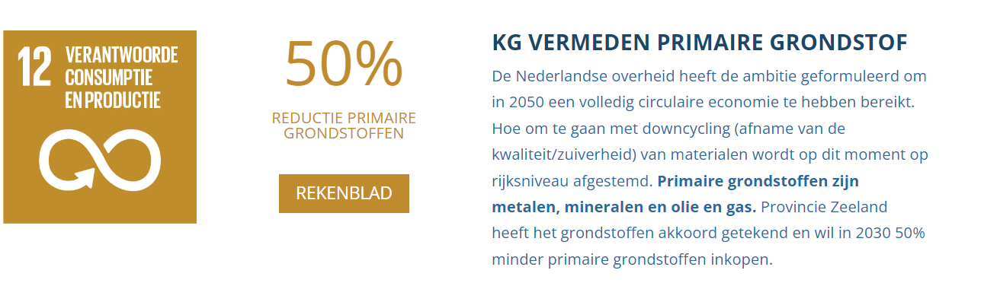 12 VERANTWOORDE
CONSUMPTIE
EN PRODUCTIE
50%
REDUCTIE PRIMAIRE
GRONDSTOFFEN
REKENBLAD
KG VERMEDEN PRIMAIRE GRONDSTOF
De Nederlandse overheid heeft de ambitie geformuleerd om
in 2050 een volledig circulaire economie te hebben bereikt.
Hoe om te gaan met downcycling (afname van de
kwaliteit/zuiverheid) van materialen wordt op dit moment op
rijksniveau afgestemd. Primaire grondstoffen zijn
metalen, mineralen en olie en gas. Provincie Zeeland
heeft het grondstoffen akkoord getekend en wil in 2030 50%
minder primaire grondstoffen inkopen.